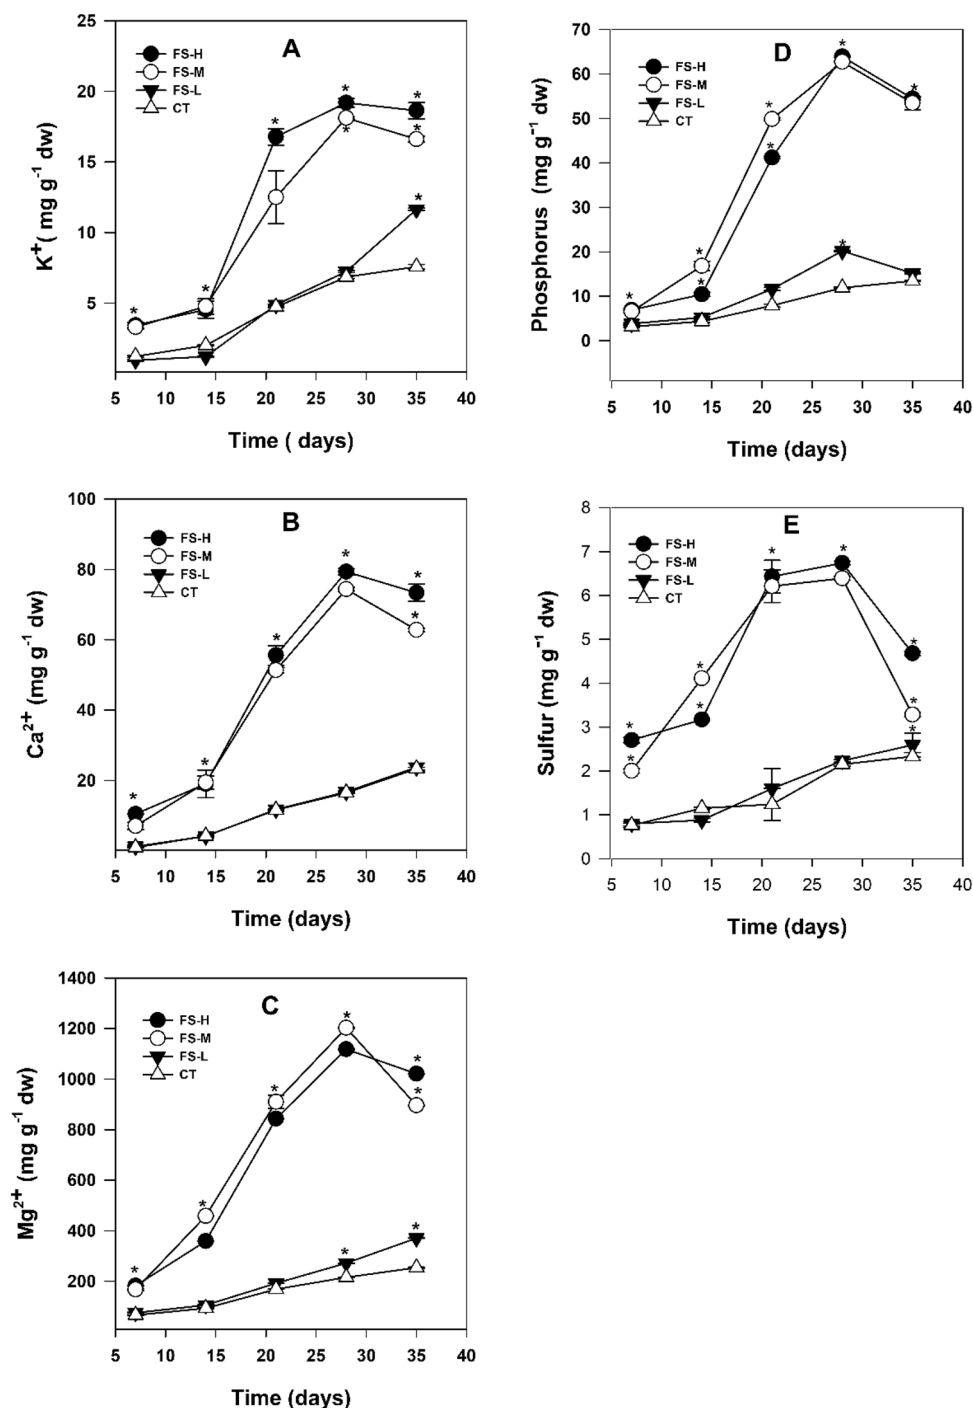 A
FS-H
FS-M
FS-L
CT
K⁺( mg g⁻¹ dw)
25
20
15
10
5
5 10 15 20 25 30 35 40
Time ( days)
D
FS-H
FS-M
FS-L
CT
Phosphorus (mg g⁻¹ dw)
70
60
50
40
30
20
10
0
5 10 15 20 25 30 35 40
Time (days)
B
FS-H
FS-M
FS-L
CT
Ca²⁺ (mg g⁻¹ dw)
100
80
60
40
20
5 10 15 20 25 30 35 40
Time (days)
E
FS-H
FS-M
FS-L
CT
Sulfur (mg g⁻¹ dw)
8
7
6
5
4
3
2
1
0
5 10 15 20 25 30 35 40
Time (days)
C
FS-H
FS-M
FS-L
CT
Mg²⁺ (mg g⁻¹ dw)
1400
1200
1000
800
600
400
200
5 10 15 20 25 30 35 40
Time (days)